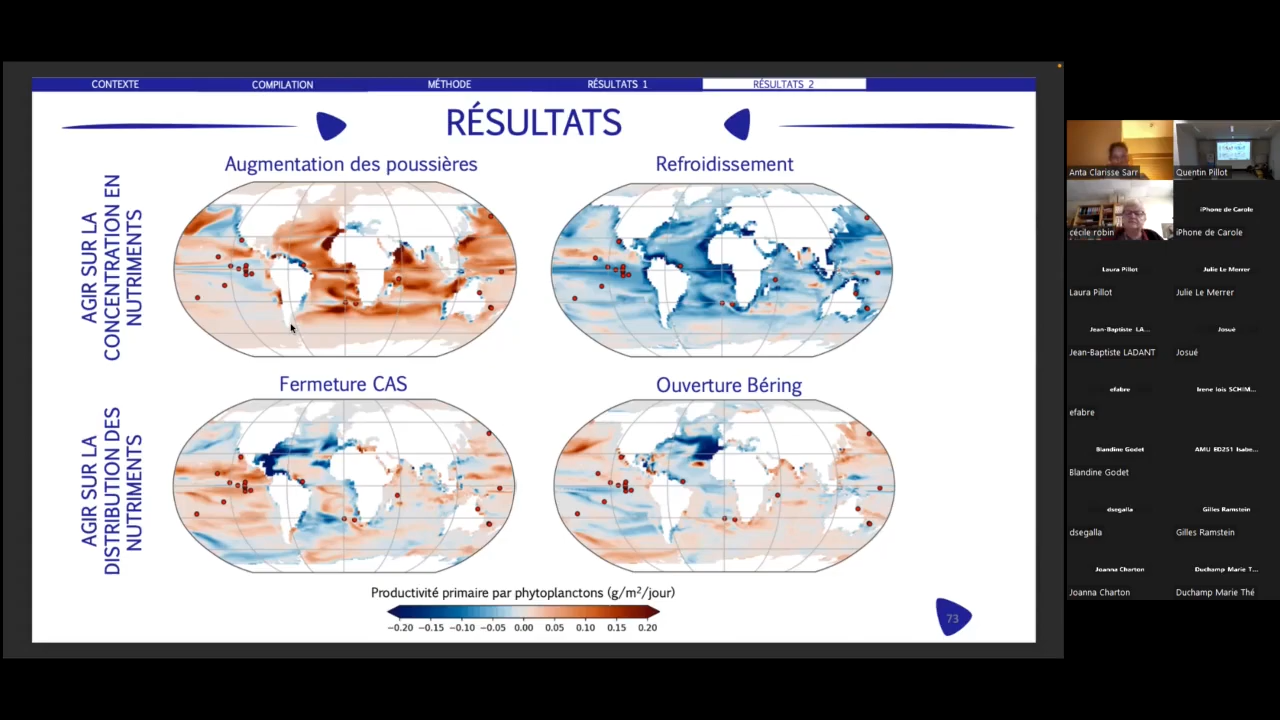 CONTEXTE
COMPILATION
MÉTHODE
RÉSULTATS 1
RÉSULTATS 2
RÉSULTATS
Augmentation des poussières
Refroidissement
AGIR SUR LA
CONCENTRATION EN
NUTRIMENTS
Fermeture CAS
Ouverture Béring
AGIR SUR LA
DISTRIBUTION DES
NUTRIMENTS
Productivité primaire par phytoplanctons (g/m²/jour)
−0.20 −0.15 −0.10 −0.05 0.00 0.05 0.10 0.15 0.20
73
Anta Clarisse Sarr
Quentin Pillot
cécile robin
iPhone de Carole
iPhone de Carole
Laura Pillot
Laura Pillot
Julie Le Merrer
Julie Le Merrer
Jean-Baptiste LA...
Jean-Baptiste LADANT
Josué
Josué
efabre
efabre
Irene lois SCHIM...
Blandine Godet
Blandine Godet
AMU ED251 Isabe...
dsegalla
dsegalla
Gilles Ramstein
Gilles Ramstein
Joanna Charton
Joanna Charton
Duchamp Marie T...
Duchamp Marie Thé